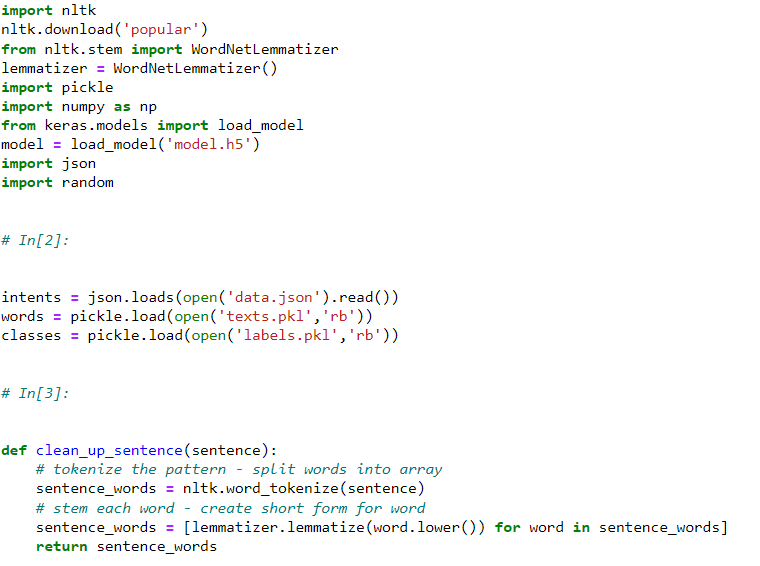 import nltk
nltk.download('popular')
from nltk.stem import WordNetLemmatizer
lemmatizer = WordNetLemmatizer()
import pickle
import numpy as np
from keras.models import load_model
model = load_model('model.h5')
import json
import random
# In[2]:
intents = json.loads(open('data.json').read())
words = pickle.load(open('texts.pkl','rb'))
classes = pickle.load(open('labels.pkl','rb'))
# In[3]:
def clean_up_sentence(sentence):
    # tokenize the pattern - split words into array
    sentence_words = nltk.word_tokenize(sentence)
    # stem each word - create short form for word
    sentence_words = [lemmatizer.lemmatize(word.lower()) for word in sentence_words]
    return sentence_words